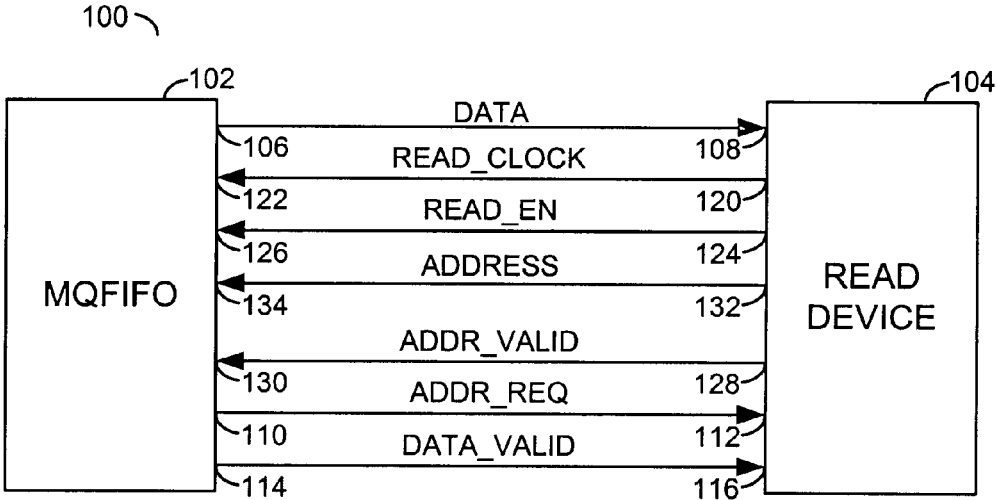 100
102
104
DATA
106
108
READ_CLOCK
122
120
READ_EN
126
124
ADDRESS
134
132
MQFIFO
READ
DEVICE
ADDR_VALID
130
128
ADDR_REQ
110
112
DATA_VALID
114
116